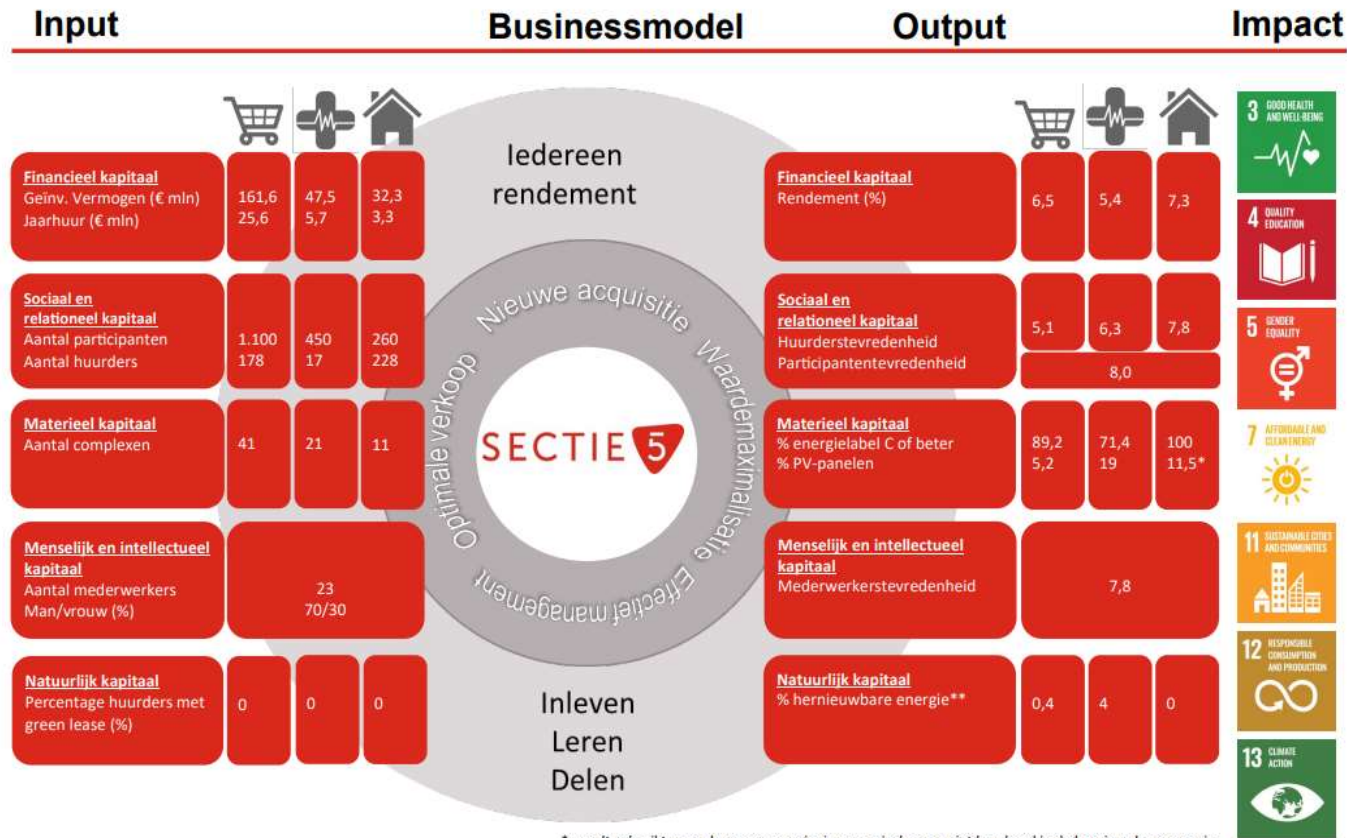 Input
Businessmodel
Output
Impact
Financieel kapitaal
Geïnv. Vermogen (€ mln) 161,6 47,5 32,3
Jaarhuur (€ mln) 25,6 5,7 3,3
Sociaal en
relationeel kapitaal
Aantal participanten 1.100 450 260
Aantal huurders 178 17 228
Materieel kapitaal
Aantal complexen 41 21 11
Menselijk en intellectueel
kapitaal
Aantal mederwerkers 23
Man/vrouw (%) 70/30
Natuurlijk kapitaal
Percentage huurders met
green lease (%) 0 0 0
Iedereen
rendement
Nieuwe acquisitie
Waardemaximalisatie
Effectief management
Optimale verkoop
SECTIE 5
Inleven
Leren
Delen
Financieel kapitaal
Rendement (%) 6,5 5,4 7,3
Sociaal en
relationeel kapitaal
Huurderstevredenheid 5,1 6,3 7,8
Participantentevredenheid 8,0
Materieel kapitaal
% energielabel C of beter 89,2 71,4 100
% PV-panelen 5,2 19 11,5*
Menselijk en intellectueel
kapitaal
Mederwerkerstevredenheid 7,8
Natuurlijk kapitaal
% hernieuwbare energie** 0,4 4 0
3 GOOD HEALTH
AND WELL-BEING
4 QUALITY
EDUCATION
5 GENDER
EQUALITY
7 AFFORDABLE AND
CLEAN ENERGY
11 SUSTAINABLE CITIES
AND COMMUNITIES
12 RESPONSIBLE
CONSUMPTION
AND PRODUCTION
13 CLIMATE
ACTION